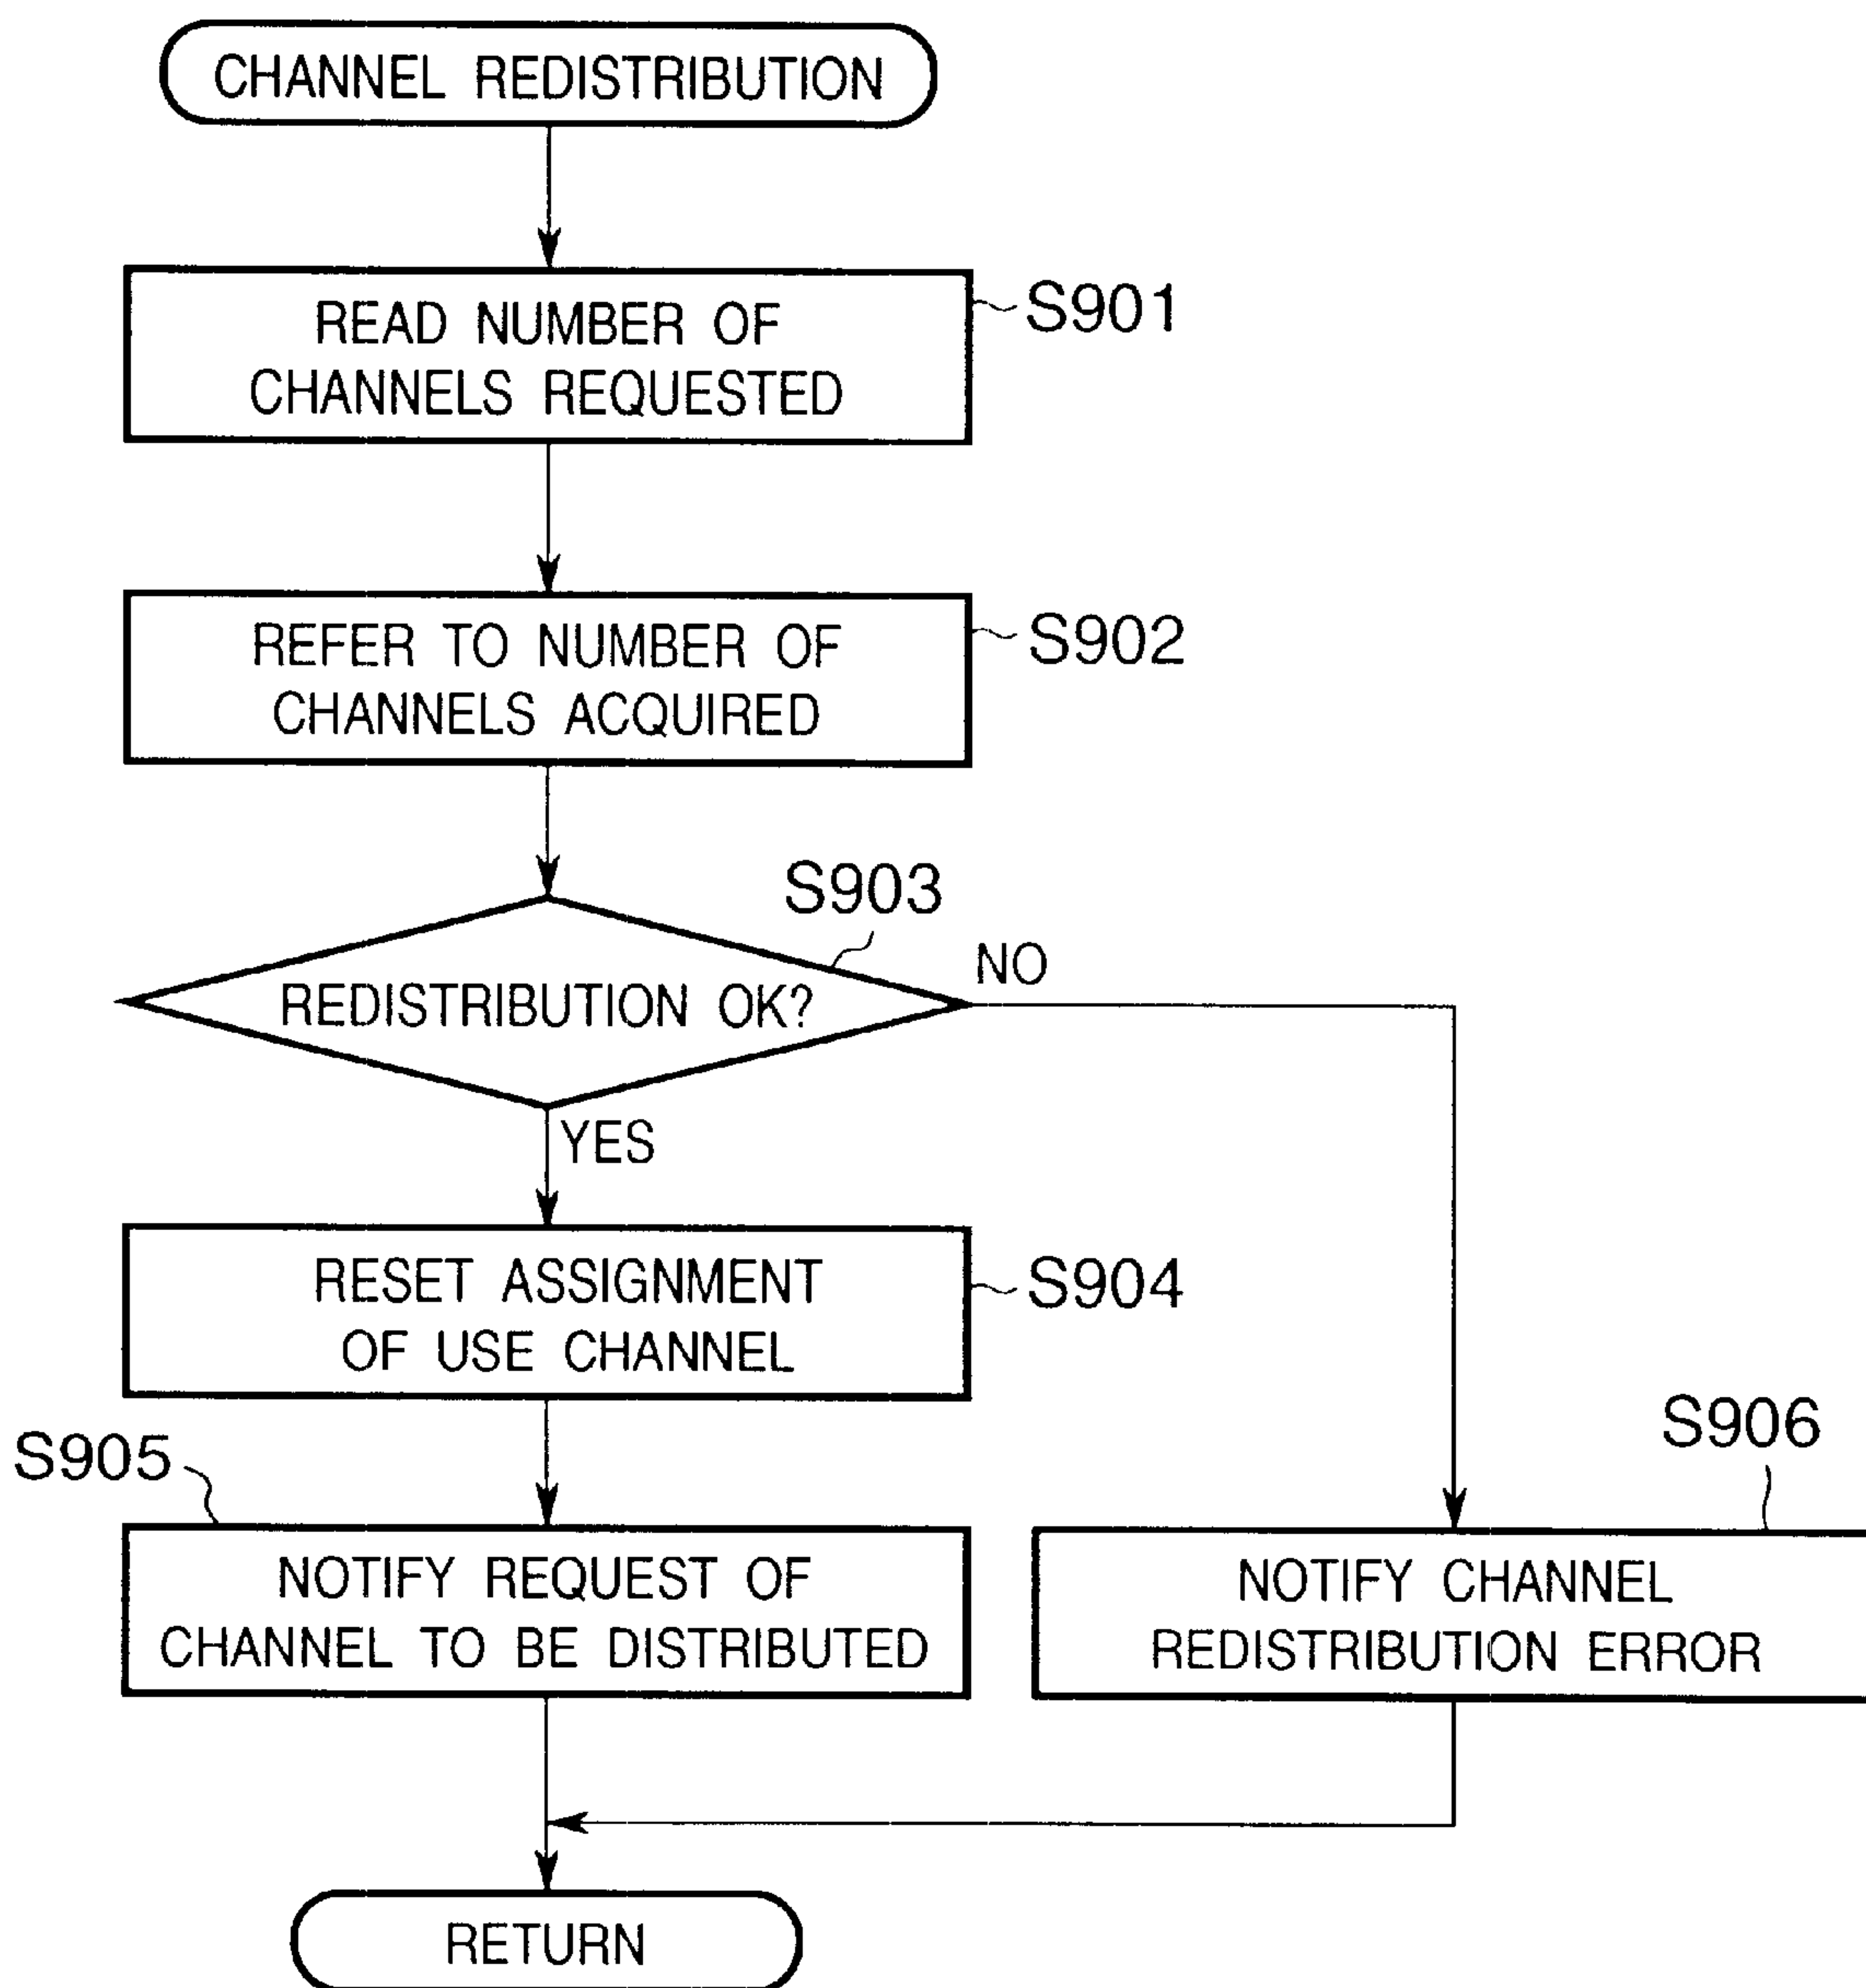 CHANNEL REDISTRIBUTION
READ NUMBER OF
CHANNELS REQUESTED
S901
REFER TO NUMBER OF
CHANNELS ACQUIRED
S902
S903
REDISTRIBUTION OK?
NO
YES
RESET ASSIGNMENT
OF USE CHANNEL
S904
S905
NOTIFY REQUEST OF
CHANNEL TO BE DISTRIBUTED
S906
NOTIFY CHANNEL
REDISTRIBUTION ERROR
RETURN